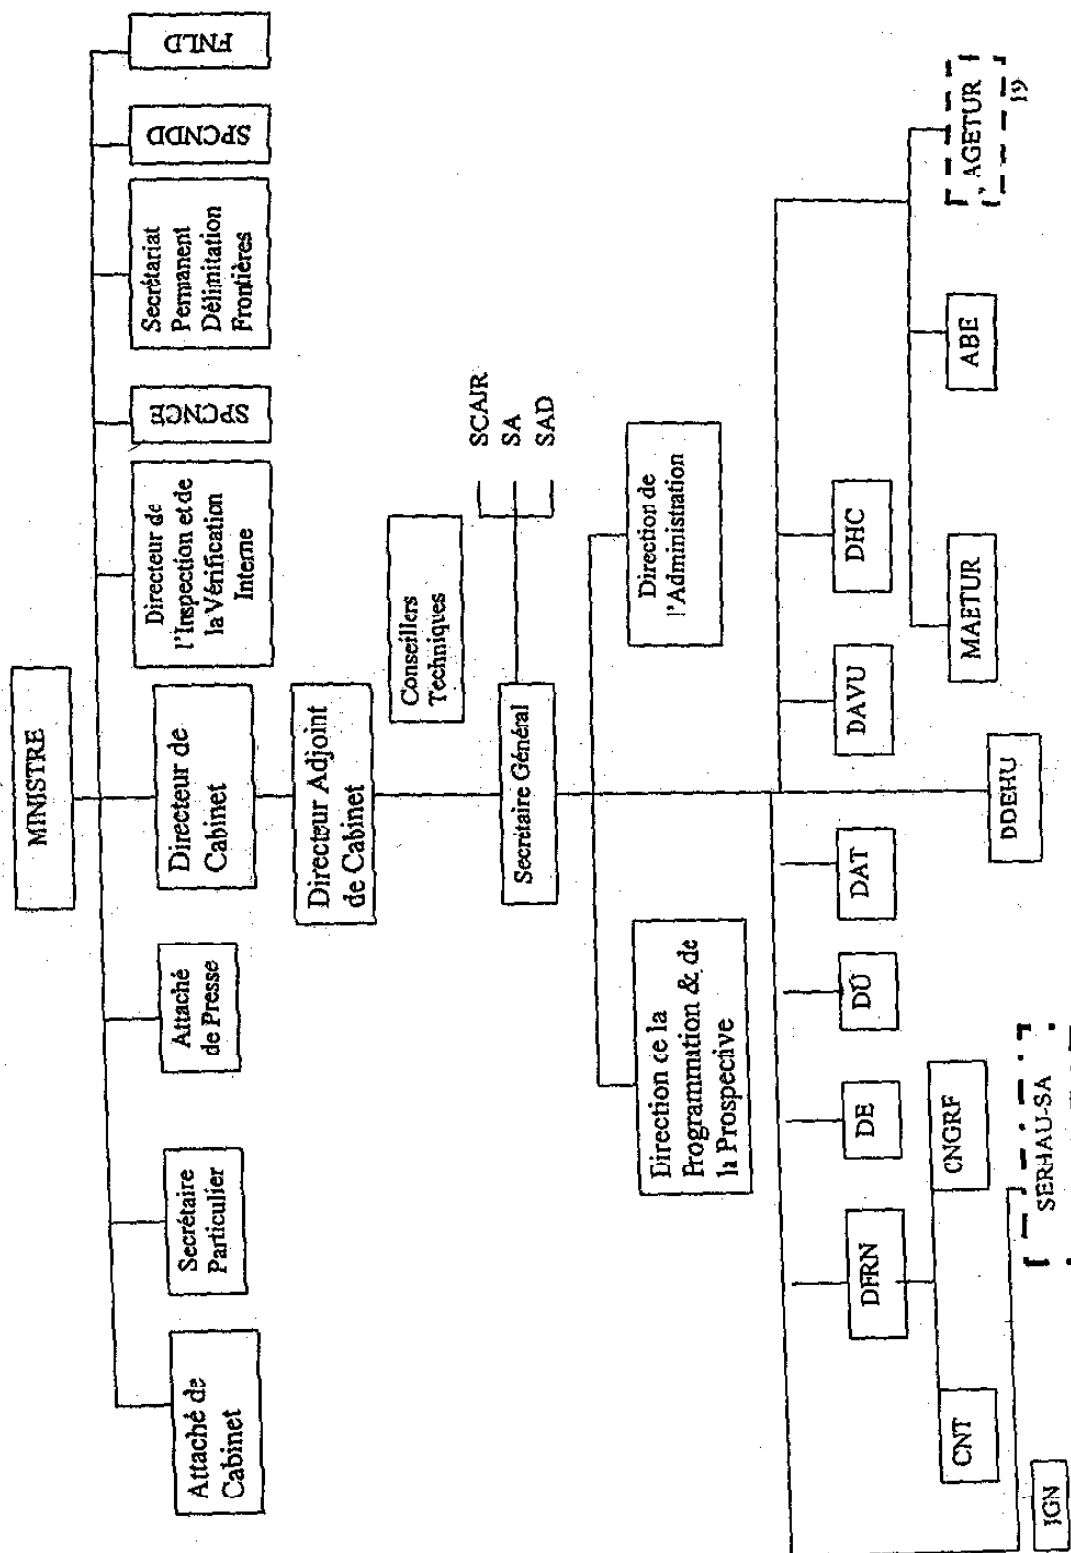 MINISTRE
Attaché de
Cabinet
Secrétaire
Particulier
Attaché
de Presse
Directeur de
Cabinet
Directeur de
l'Inspection et de
la Vérification
Interne
SPCNCE
Secrétariat
Permanent
Délimitation
Frontières
SPCNDD
FNLD
Directeur Adjoint
de Cabinet
Conseillers
Techniques
Secrétaire Général
SCAIR
SA
SAD
Direction de la
Programmation & de
la Prospective
Direction de
l'Administration
DFRN
DE
DU
DAT
DAVU
DHC
CNT
CNGRF
MAETUR
ABE
AGETUR
IGN
SERHAU-SA
DDEHU
19